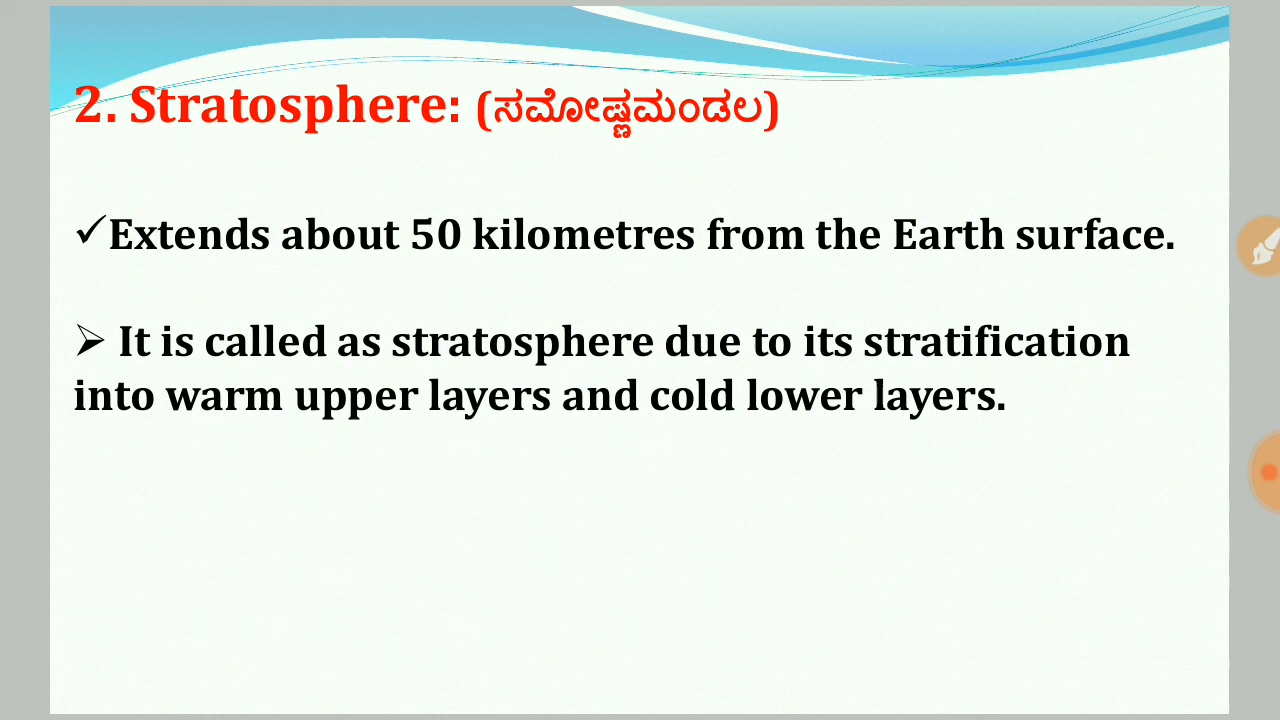 2. Stratosphere: (ಸಮೋಷ್ಣಮಂಡಲ)
✓Extends about 50 kilometres from the Earth surface.
➢ It is called as stratosphere due to its stratification
into warm upper layers and cold lower layers.